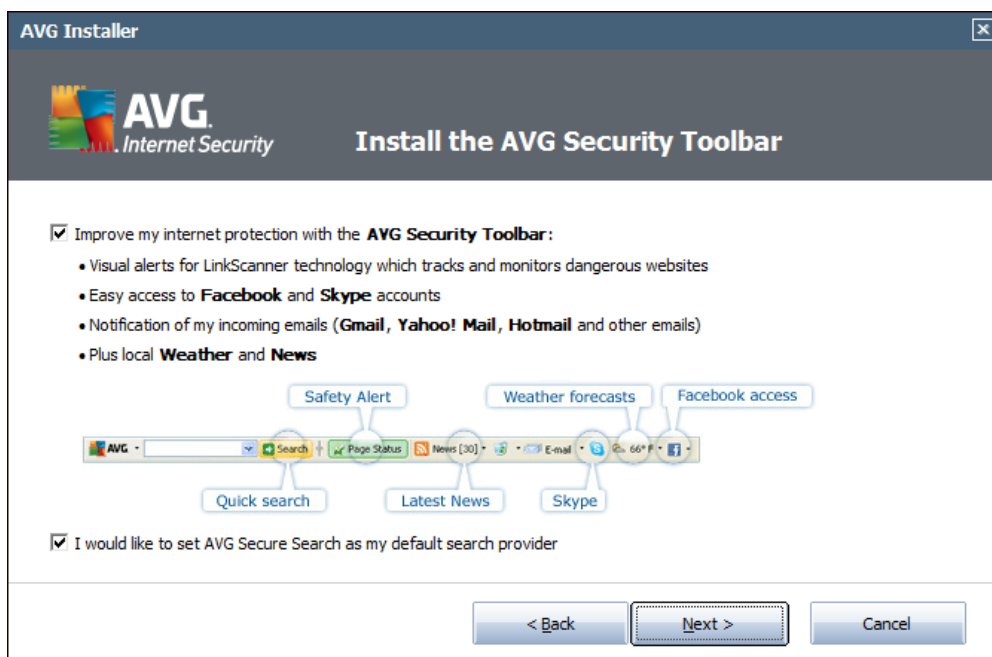 AVG Installer
AVG.
Internet Security
Install the AVG Security Toolbar
Improve my internet protection with the AVG Security Toolbar:
• Visual alerts for LinkScanner technology which tracks and monitors dangerous websites
• Easy access to Facebook and Skype accounts
• Notification of my incoming emails (Gmail, Yahoo! Mail, Hotmail and other emails)
• Plus local Weather and News
Safety Alert
Weather forecasts
Facebook access
AVG Search Page Status News [30] E-mail 66° F
Quick search
Latest News
Skype
I would like to set AVG Secure Search as my default search provider
< Back
Next >
Cancel